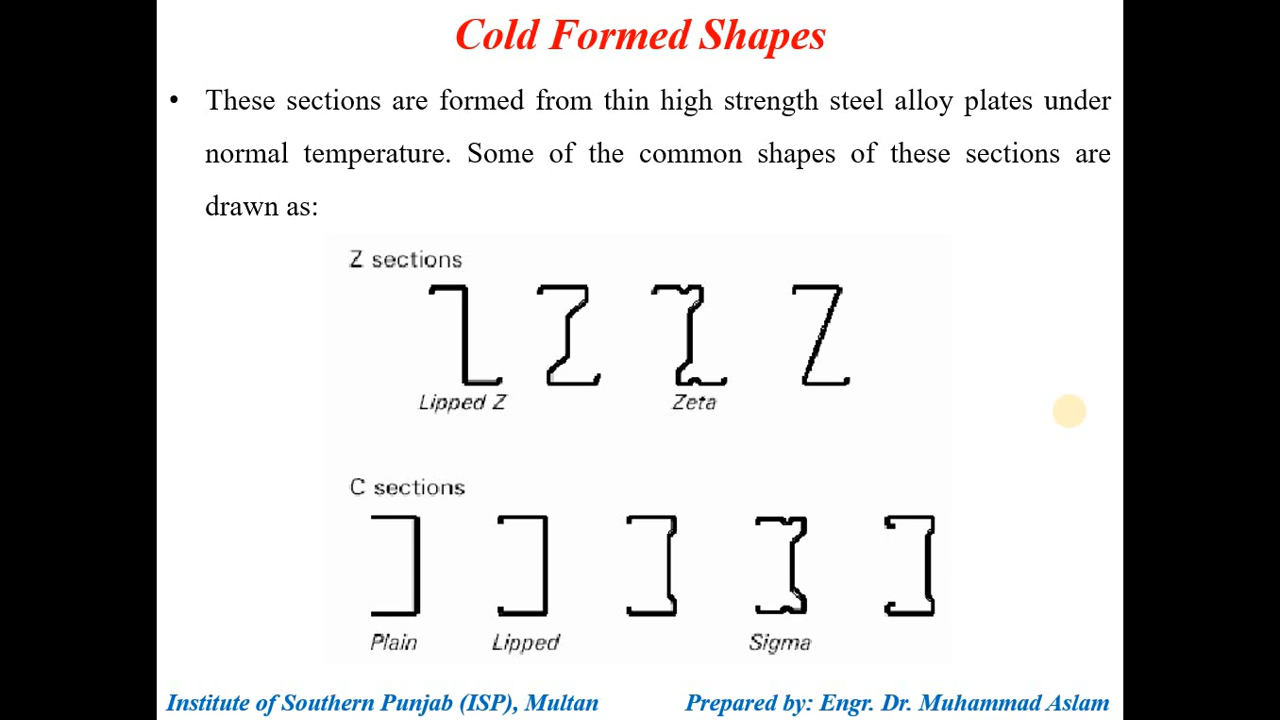 Cold Formed Shapes
• These sections are formed from thin high strength steel alloy plates under
normal temperature. Some of the common shapes of these sections are
drawn as:
Z sections
Lipped Z Zeta
C sections
Plain Lipped Sigma
Institute of Southern Punjab (ISP), Multan Prepared by: Engr. Dr. Muhammad Aslam